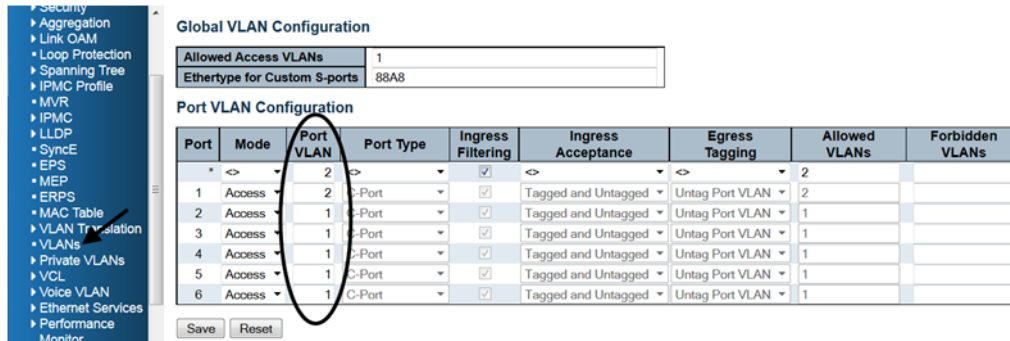 Security
Aggregation
Link OAM
Loop Protection
Spanning Tree
IPMC Profile
MVR
IPMC
LLDP
SyncE
EPS
MEP
ERPS
MAC Table
VLAN Translation
VLANs
Private VLANs
VCL
Voice VLAN
Ethernet Services
Performance
Monitor
Global VLAN Configuration
Allowed Access VLANs 1
Ethertype for Custom S-ports 88A8
Port VLAN Configuration
Port Mode Port VLAN Port Type Ingress Filtering Ingress Acceptance Egress Tagging Allowed VLANs Forbidden VLANs
* <> 2 <> <> <> 2
1 Access 2 C-Port Tagged and Untagged Untag Port VLAN 2
2 Access 1 C-Port Tagged and Untagged Untag Port VLAN 1
3 Access 1 C-Port Tagged and Untagged Untag Port VLAN 1
4 Access 1 C-Port Tagged and Untagged Untag Port VLAN 1
5 Access 1 C-Port Tagged and Untagged Untag Port VLAN 1
6 Access 1 C-Port Tagged and Untagged Untag Port VLAN 1
Save Reset